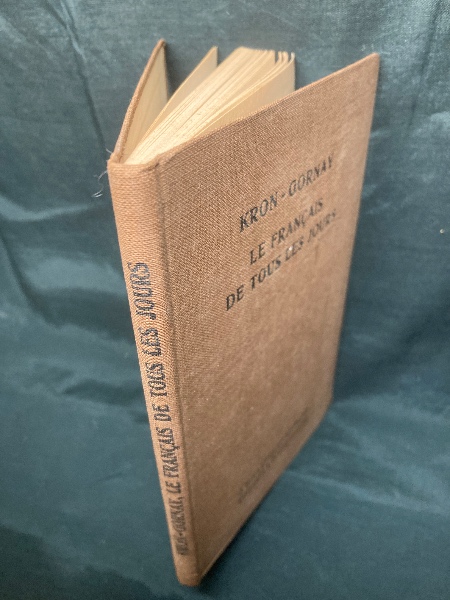 KRON-GORNAY
LE FRANÇAIS
DE TOUS LES JOURS
KRON-GORNAY, LE FRANÇAIS DE TOUS LES JOURS